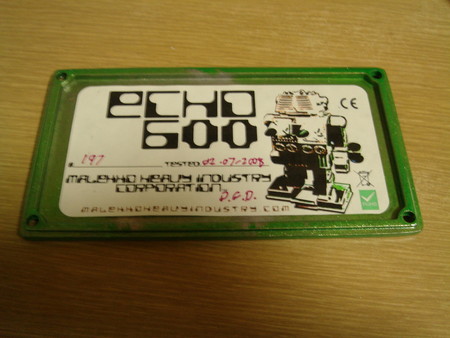 ECHO
600
CE
# 197 TESTED 02-07-2008
MALEKKO HEAVY INDUSTRY
CORPORATION
B.G.D.
MALEKKOHEAVYINDUSTRY.COM